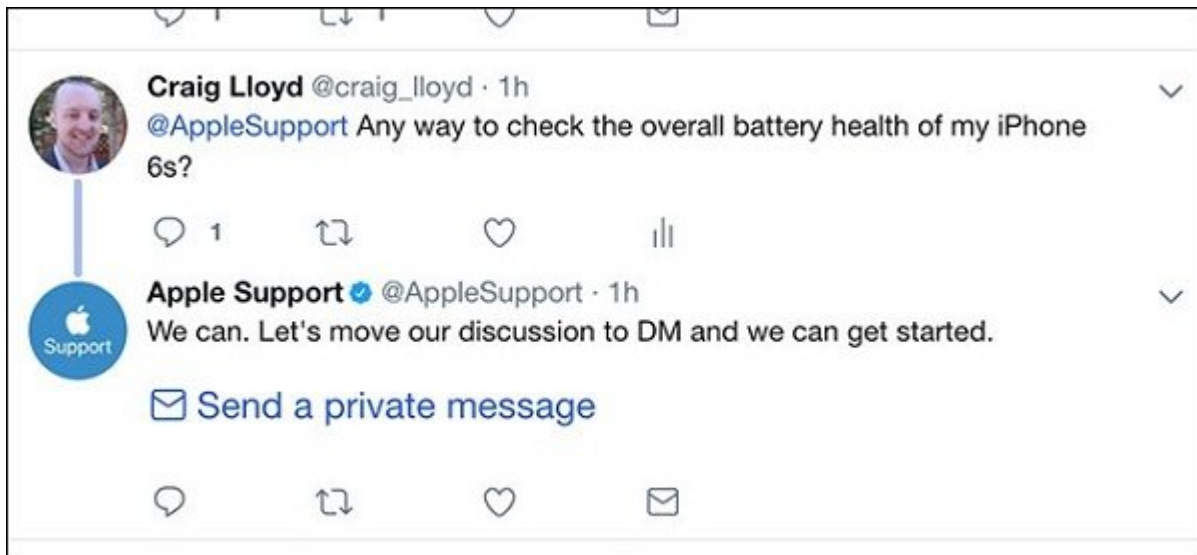 Craig Lloyd @craig_lloyd · 1h
@AppleSupport Any way to check the overall battery health of my iPhone
6s?
1
Apple Support @AppleSupport · 1h
Support
We can. Let's move our discussion to DM and we can get started.
Send a private message